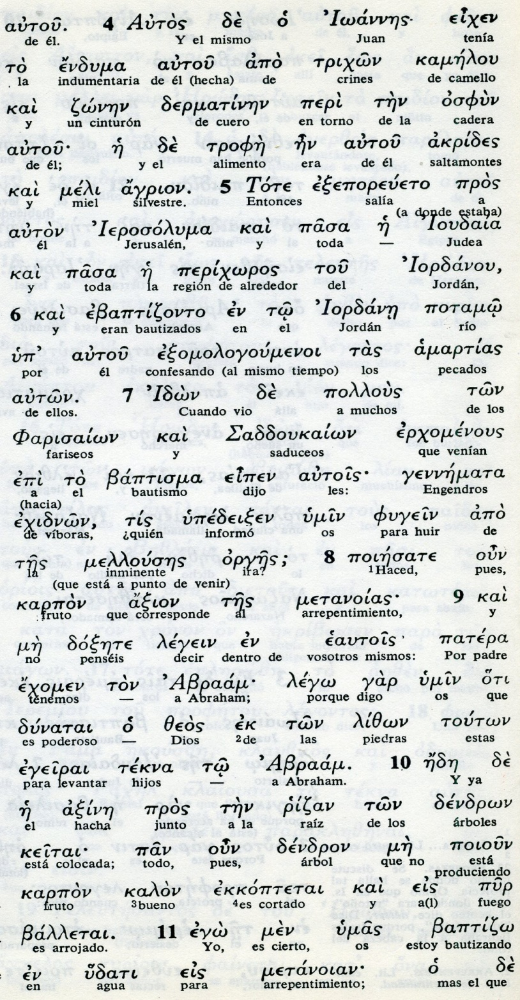 αὐτοῦ. 4 Αὐτὸς δὲ ὁ Ἰωάννης· εἶχεν
de él. Y el mismo Juan tenía
τὸ ἔνδυμα αὐτοῦ ἀπὸ τριχῶν καμήλου
la indumentaria de él (hecha) de crines de camello
καὶ ζώνην δερματίνην περὶ τὴν ὀσφὺν
y un cinturón de cuero en torno de la cadera
αὐτοῦ· ἡ δὲ τροφὴ ἦν αὐτοῦ ἀκρίδες
de él; y el alimento era de él saltamontes
καὶ μέλι ἄγριον. 5 Τότε ἐξεπορεύετο πρὸς
y miel silvestre. Entonces salía a
(a donde estaba)
αὐτὸν Ἱεροσόλυμα καὶ πᾶσα ἡ Ἰουδαία
él Jerusalén, y toda — Judea
καὶ πᾶσα ἡ περίχωρος τοῦ Ἰορδάνου,
y toda la región de alrededor del Jordán,
6 καὶ ἐβαπτίζοντο ἐν τῷ Ἰορδάνῃ ποταμῷ
y eran bautizados en el Jordán río
ὑπ' αὐτοῦ ἐξομολογούμενοι τὰς ἁμαρτίας
por él confesando (al mismo tiempo) los pecados
αὐτῶν. 7 Ἰδὼν δὲ πολλοὺς τῶν
de ellos. Cuando vio a muchos de los
Φαρισαίων καὶ Σαδδουκαίων ἐρχομένους
fariseos y saduceos que venían
ἐπὶ τὸ βάπτισμα εἶπεν αὐτοῖς· γεννήματα
a el bautismo dijo les: Engendros
(hacia)
ἐχιδνῶν, τίς ὑπέδειξεν ὑμῖν φυγεῖν ἀπὸ
de víboras, ¿quién informó os para huir de
τῆς μελλούσης ὀργῆς; 8 ποιήσατε οὖν
la inminente ira? 1Haced, pues,
(que está a punto de venir)
καρπὸν ἄξιον τῆς μετανοίας· 9 καὶ
fruto que corresponde al arrepentimiento, y
μὴ δόξητε λέγειν ἐν ἑαυτοῖς· πατέρα
no penséis decir dentro de vosotros mismos: Por padre
ἔχομεν τὸν Ἀβραάμ· λέγω γὰρ ὑμῖν ὅτι
tenemos — a Abraham; porque digo os que
δύναται ὁ θεὸς ἐκ τῶν λίθων τούτων
es poderoso — Dios 2de las piedras estas
ἐγεῖραι τέκνα τῷ Ἀβραάμ. 10 ἤδη δὲ
para levantar hijos — a Abraham. Y ya
ἡ ἀξίνη πρὸς τὴν ῥίζαν τῶν δένδρων
el hacha junto a la raíz de los árboles
κεῖται· πᾶν οὖν δένδρον μὴ ποιοῦν
está colocada; todo, pues, árbol que no está
produciendo
καρπὸν καλὸν ἐκκόπτεται καὶ εἰς πῦρ
fruto 3bueno 4es cortado y a(l) fuego
βάλλεται. 11 ἐγὼ μὲν ὑμᾶς βαπτίζω
es arrojado. Yo, es cierto, os estoy bautizando
ἐν ὕδατι εἰς μετάνοιαν· ὁ δὲ
en agua para arrepentimiento; mas el que